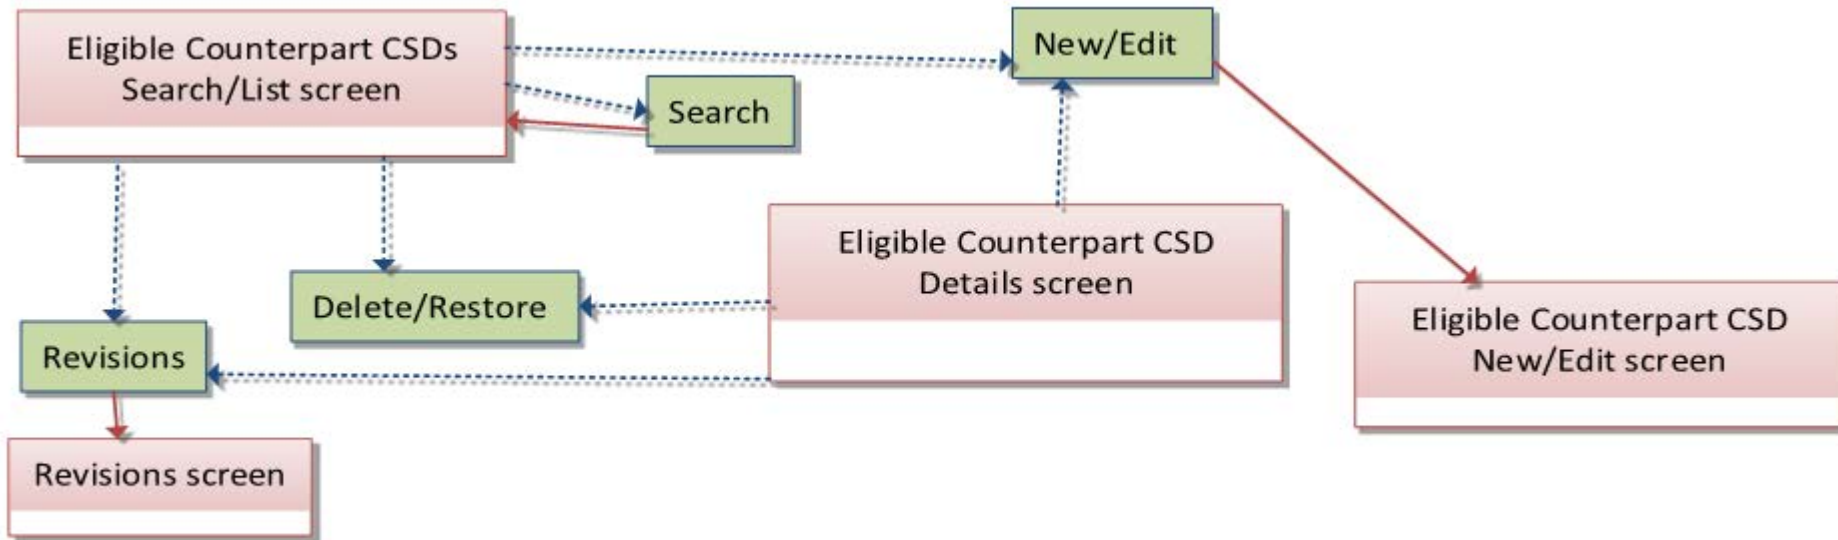 Eligible Counterpart CSDs
Search/List screen
New/Edit
Search
Eligible Counterpart CSD
Details screen
Delete/Restore
Eligible Counterpart CSD
New/Edit screen
Revisions
Revisions screen